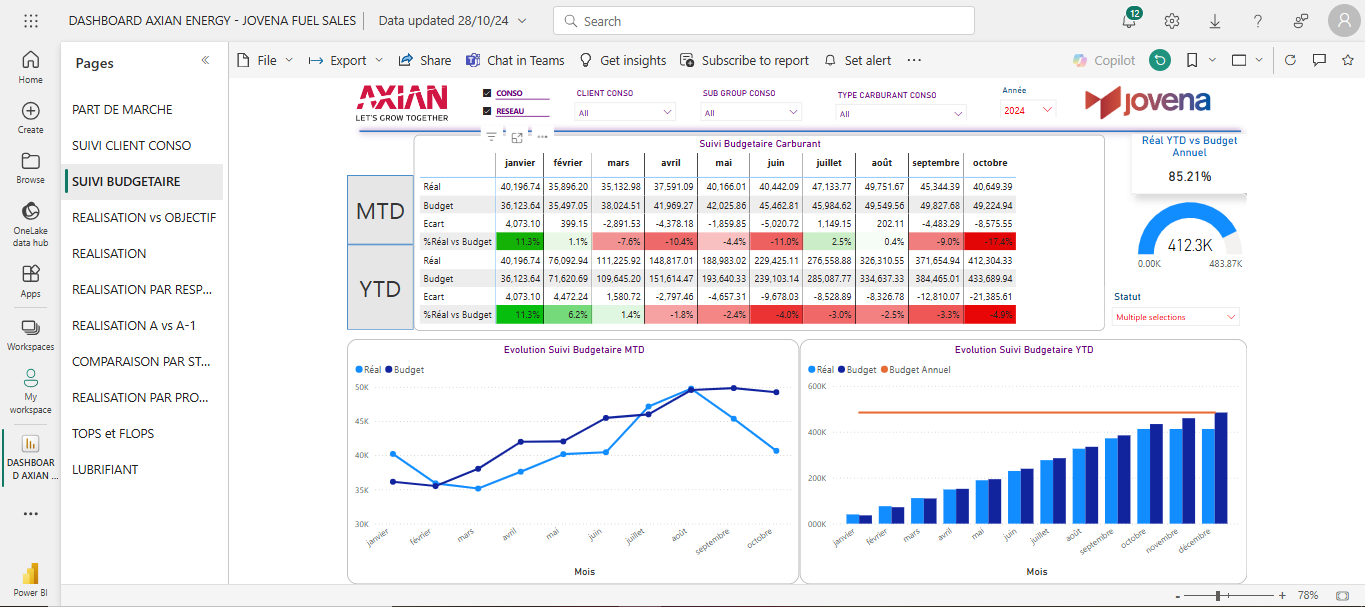 DASHBOARD AXIAN ENERGY - JOVENA FUEL SALES
Data updated 28/10/24
Search
12
Home
Create
Browse
OneLake
data hub
Apps
Workspaces
My
workspace
DASHBOAR
D AXIAN ...
Power BI
Pages
PART DE MARCHE
SUIVI CLIENT CONSO
SUIVI BUDGETAIRE
REALISATION vs OBJECTIF
REALISATION
REALISATION PAR RESP...
REALISATION A vs A-1
COMPARAISON PAR ST...
REALISATION PAR PRO...
TOPS et FLOPS
LUBRIFIANT
File
Export
Share
Chat in Teams
Get insights
Subscribe to report
Set alert
Copilot
AXIAN
LET'S GROW TOGETHER
CONSO
RESEAU
CLIENT CONSO
All
SUB GROUP CONSO
All
TYPE CARBURANT CONSO
All
Année
2024
jovena
Suivi Budgetaire Carburant
janvier février mars avril mai juin juillet août septembre octobre
MTD
Réal 40,196.74 35,896.20 35,132.98 37,591.09 40,166.01 40,442.09 47,133.77 49,751.67 45,344.39 40,649.39
Budget 36,123.64 35,497.05 38,024.51 41,969.27 42,025.86 45,462.81 45,984.62 49,549.56 49,827.68 49,224.94
Ecart 4,073.10 399.15 -2,891.53 -4,378.18 -1,859.85 -5,020.72 1,149.15 202.11 -4,483.29 -8,575.55
%Réal vs Budget 11.3% 1.1% -7.6% -10.4% -4.4% -11.0% 2.5% 0.4% -9.0% -17.4%
YTD
Réal 40,196.74 76,092.94 111,225.92 148,817.01 188,983.02 229,425.11 276,558.88 326,310.55 371,654.94 412,304.33
Budget 36,123.64 71,620.69 109,645.20 151,614.47 193,640.33 239,103.14 285,087.77 334,637.33 384,465.01 433,689.94
Ecart 4,073.10 4,472.24 1,580.72 -2,797.46 -4,657.31 -9,678.03 -8,528.89 -8,326.78 -12,810.07 -21,385.61
%Réal vs Budget 11.3% 6.2% 1.4% -1.8% -2.4% -4.0% -3.0% -2.5% -3.3% -4.9%
Réal YTD vs Budget
Annuel
85.21%
412.3K
0.00K 483.87K
Statut
Multiple selections
Evolution Suivi Budgetaire MTD
Réal Budget
50K
45K
40K
35K
30K
janvier février mars avril mai juin juillet août septembre octobre
Mois
Evolution Suivi Budgetaire YTD
Réal Budget Budget Annuel
600K
400K
200K
000K
janvier février mars avril mai juin juillet août septembre octobre novembre décembre
Mois
- + 78%